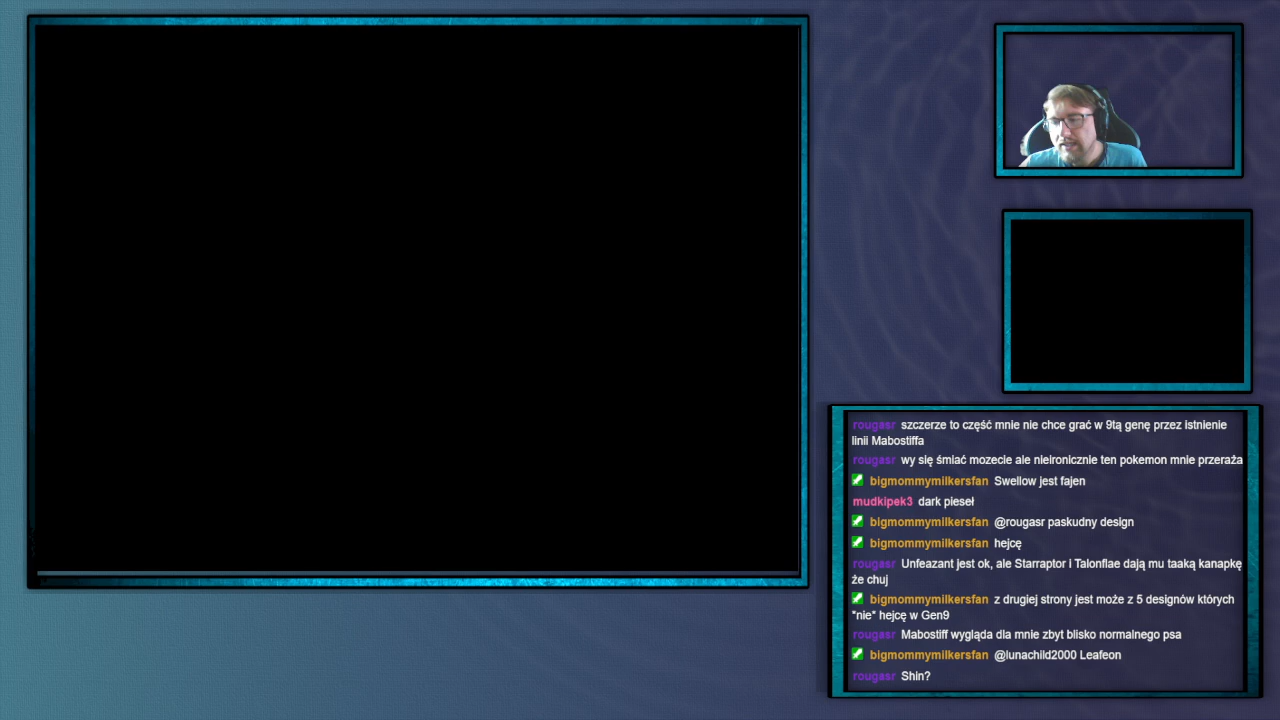 rougasr szczerze to część mnie nie chce grać w 9tą genę przez istnienie
linii Mabostiffa
rougasr wy się śmiać mozecie ale nieironicznie ten pokemon mnie przeraża
bigmommymilkersfan Swellow jest fajen
mudkipek3 dark pieseł
bigmommymilkersfan @rougasr paskudny design
bigmommymilkersfan hejcę
rougasr Unfeazant jest ok, ale Starraptor i Talonflae dają mu taaką kanapkę
że chuj
bigmommymilkersfan z drugiej strony jest może z 5 designów których
*nie* hejcę w Gen9
rougasr Mabostiff wygląda dla mnie zbyt blisko normalnego psa
bigmommymilkersfan @lunachild2000 Leafeon
rougasr Shin?